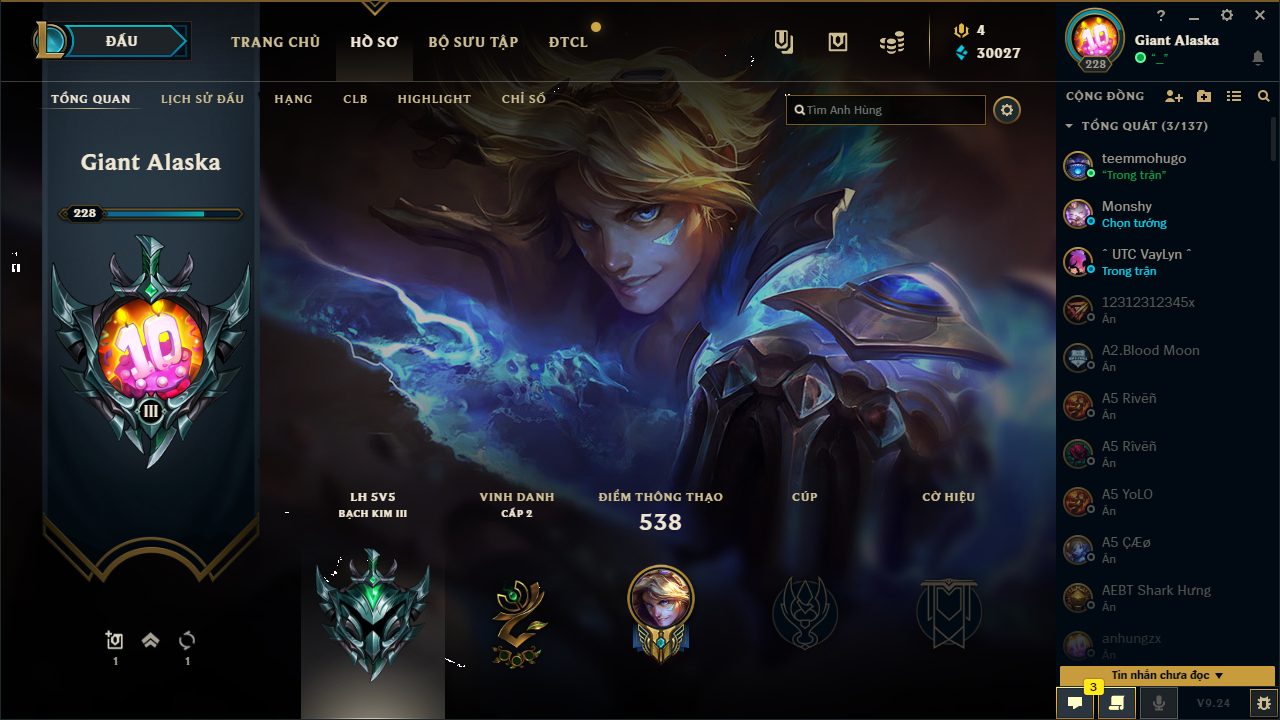 ĐẤU
TRANG CHỦ
HỒ SƠ
BỘ SƯU TẬP
ĐTCL
4
30027
228
?
Giant Alaska
"_"
TỔNG QUAN
LỊCH SỬ ĐẤU
HẠNG
CLB
HIGHLIGHT
CHỈ SỐ
Tìm Anh Hùng
Giant Alaska
228
10
III
LH 5V5
BẠCH KIM III
VINH DANH
CẤP 2
ĐIỂM THÔNG THẠO
538
CÚP
CỜ HIỆU
1
1
CỘNG ĐỒNG
TỔNG QUÁT (3/137)
teemmohugo
"Trong trận"
Monshy
Chọn tướng
ˆ UTC VayLyn ˆ
Trong trận
12312312345x
Ẩn
A2.Blood Moon
Ẩn
A5 Rivëñ
Ẩn
A5 Rîvëñ
Ẩn
A5 YoLO
Ẩn
A5 ÇÆø
Ẩn
AEBT Shark Hưng
Ẩn
anhungzx
Ẩn
Tin nhắn chưa đọc
3
V9.24